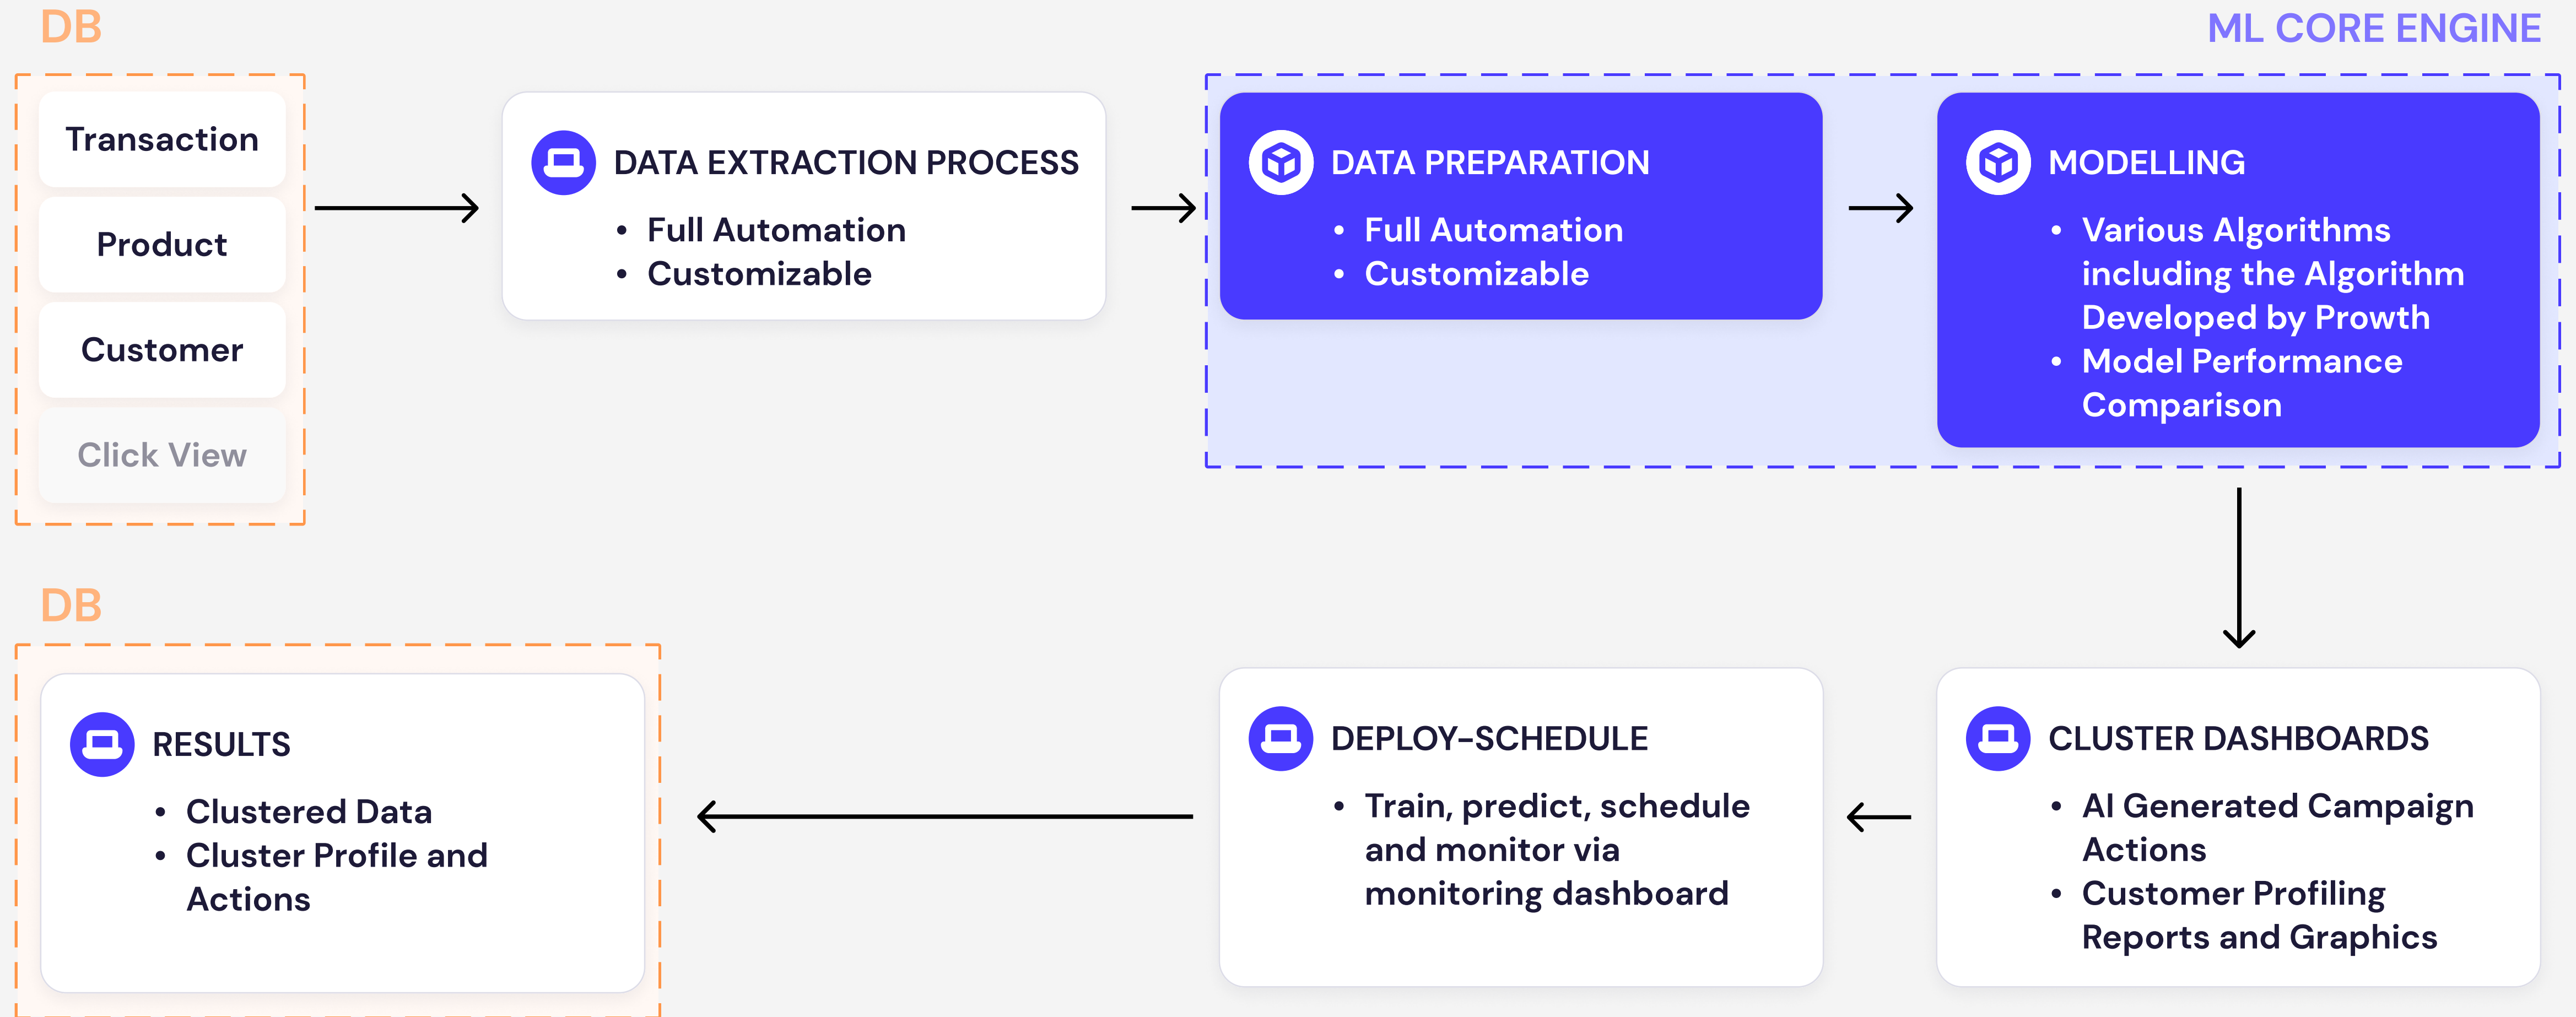 DB
ML CORE ENGINE
Transaction
Product
Customer
Click View
DATA EXTRACTION PROCESS
• Full Automation
• Customizable
DATA PREPARATION
• Full Automation
• Customizable
MODELLING
• Various Algorithms
including the Algorithm
Developed by Prowth
• Model Performance
Comparison
CLUSTER DASHBOARDS
• AI Generated Campaign
Actions
• Customer Profiling
Reports and Graphics
DEPLOY-SCHEDULE
• Train, predict, schedule
and monitor via
monitoring dashboard
DB
RESULTS
• Clustered Data
• Cluster Profile and
Actions